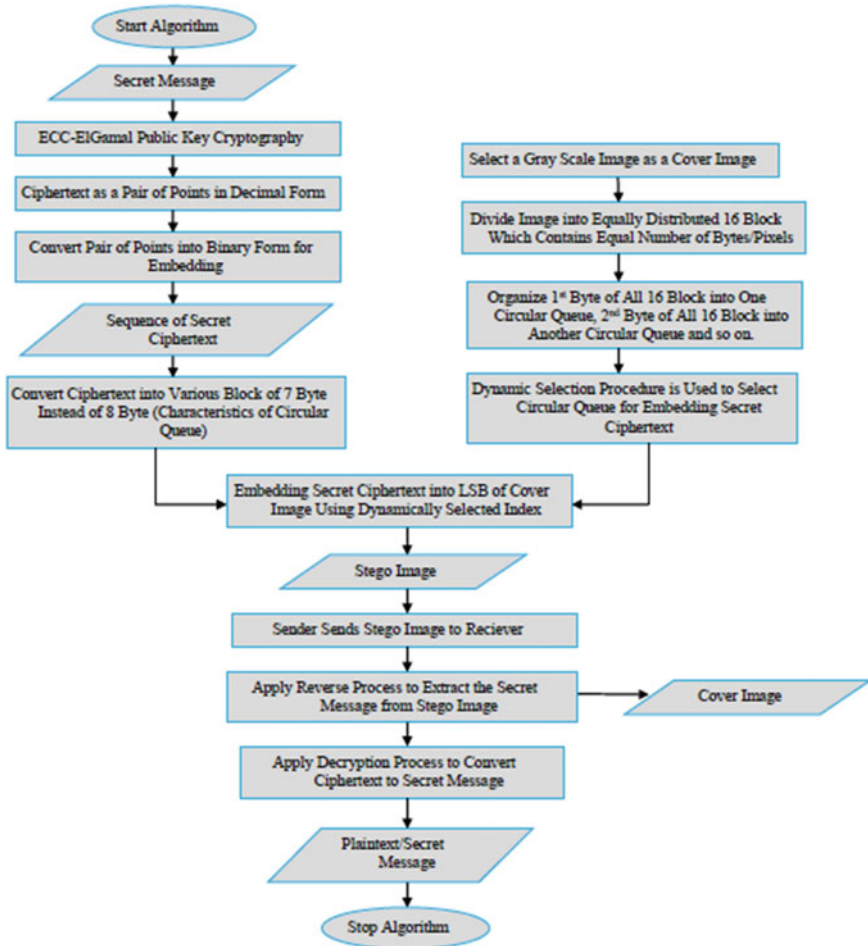 Start Algorithm
Secret Message
ECC-ElGamal Public Key Cryptography
Ciphertext as a Pair of Points in Decimal Form
Convert Pair of Points into Binary Form for
Embedding
Sequence of Secret
Ciphertext
Convert Ciphertext into Various Block of 7 Byte
Instead of 8 Byte (Characteristics of Circular
Queue)
Select a Gray Scale Image as a Cover Image
Divide Image into Equally Distributed 16 Block
Which Contains Equal Number of Bytes/Pixels
Organize 1st Byte of All 16 Block into One
Circular Queue, 2nd Byte of All 16 Block into
Another Circular Queue and so on.
Dynamic Selection Procedure is Used to Select
Circular Queue for Embedding Secret
Ciphertext
Embedding Secret Ciphertext into LSB of Cover
Image Using Dynamically Selected Index
Stego Image
Sender Sends Stego Image to Reciever
Apply Reverse Process to Extract the Secret
Message from Stego Image
Cover Image
Apply Decryption Process to Convert
Ciphertext to Secret Message
Plaintext/Secret
Message
Stop Algorithm